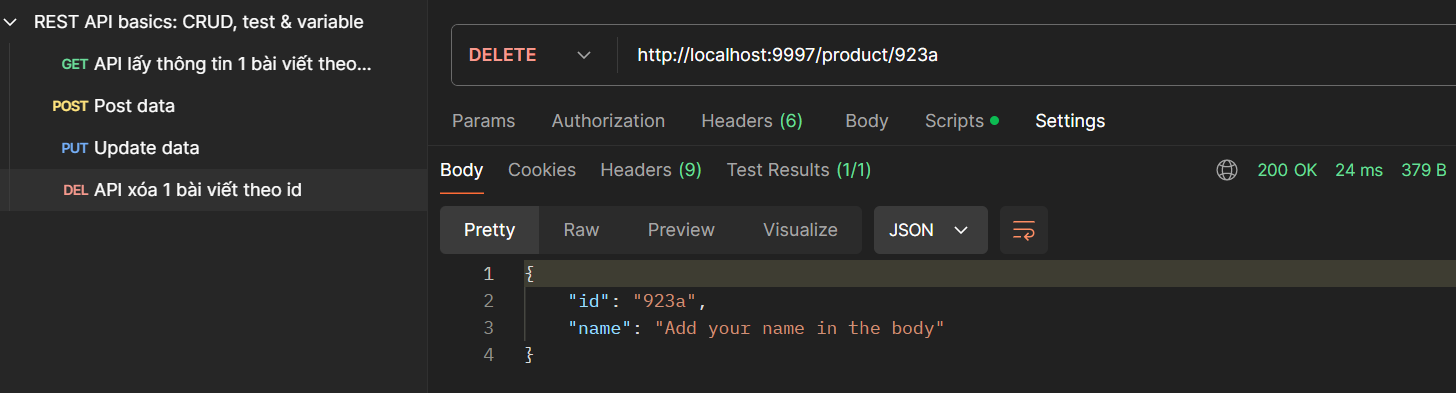 REST API basics: CRUD, test & variable
GET API lấy thông tin 1 bài viết theo...
POST Post data
PUT Update data
DEL API xóa 1 bài viết theo id
DELETE http://localhost:9997/product/923a
Params Authorization Headers (6) Body Scripts Settings
Body Cookies Headers (9) Test Results (1/1) 200 OK 24 ms 379 B
Pretty Raw Preview Visualize JSON
1 {
2 "id": "923a",
3 "name": "Add your name in the body"
4 }